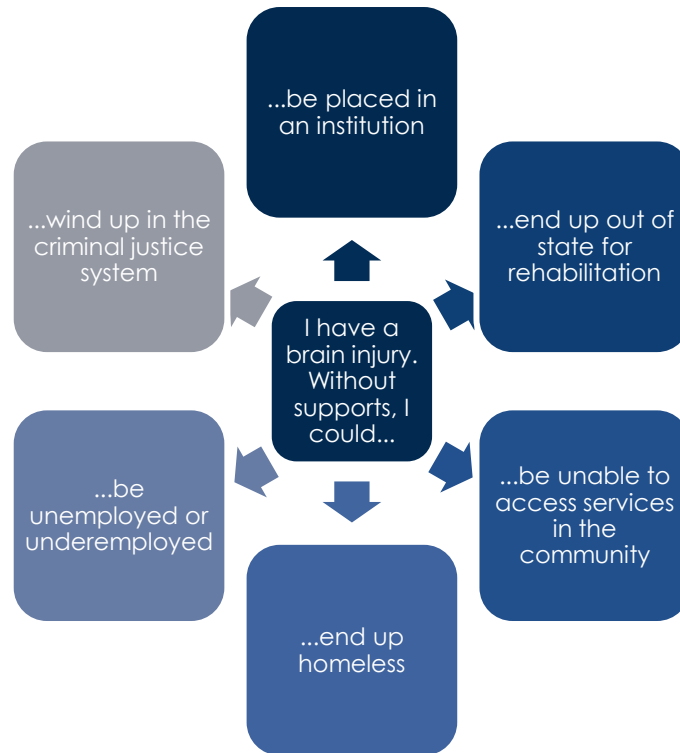 ...be placed in
an institution
...end up out of
state for
rehabilitation
...be unable to
access services
in the
community
...end up
homeless
...be
unemployed or
underemployed
...wind up in the
criminal justice
system
I have a
brain injury.
Without
supports, I
could...